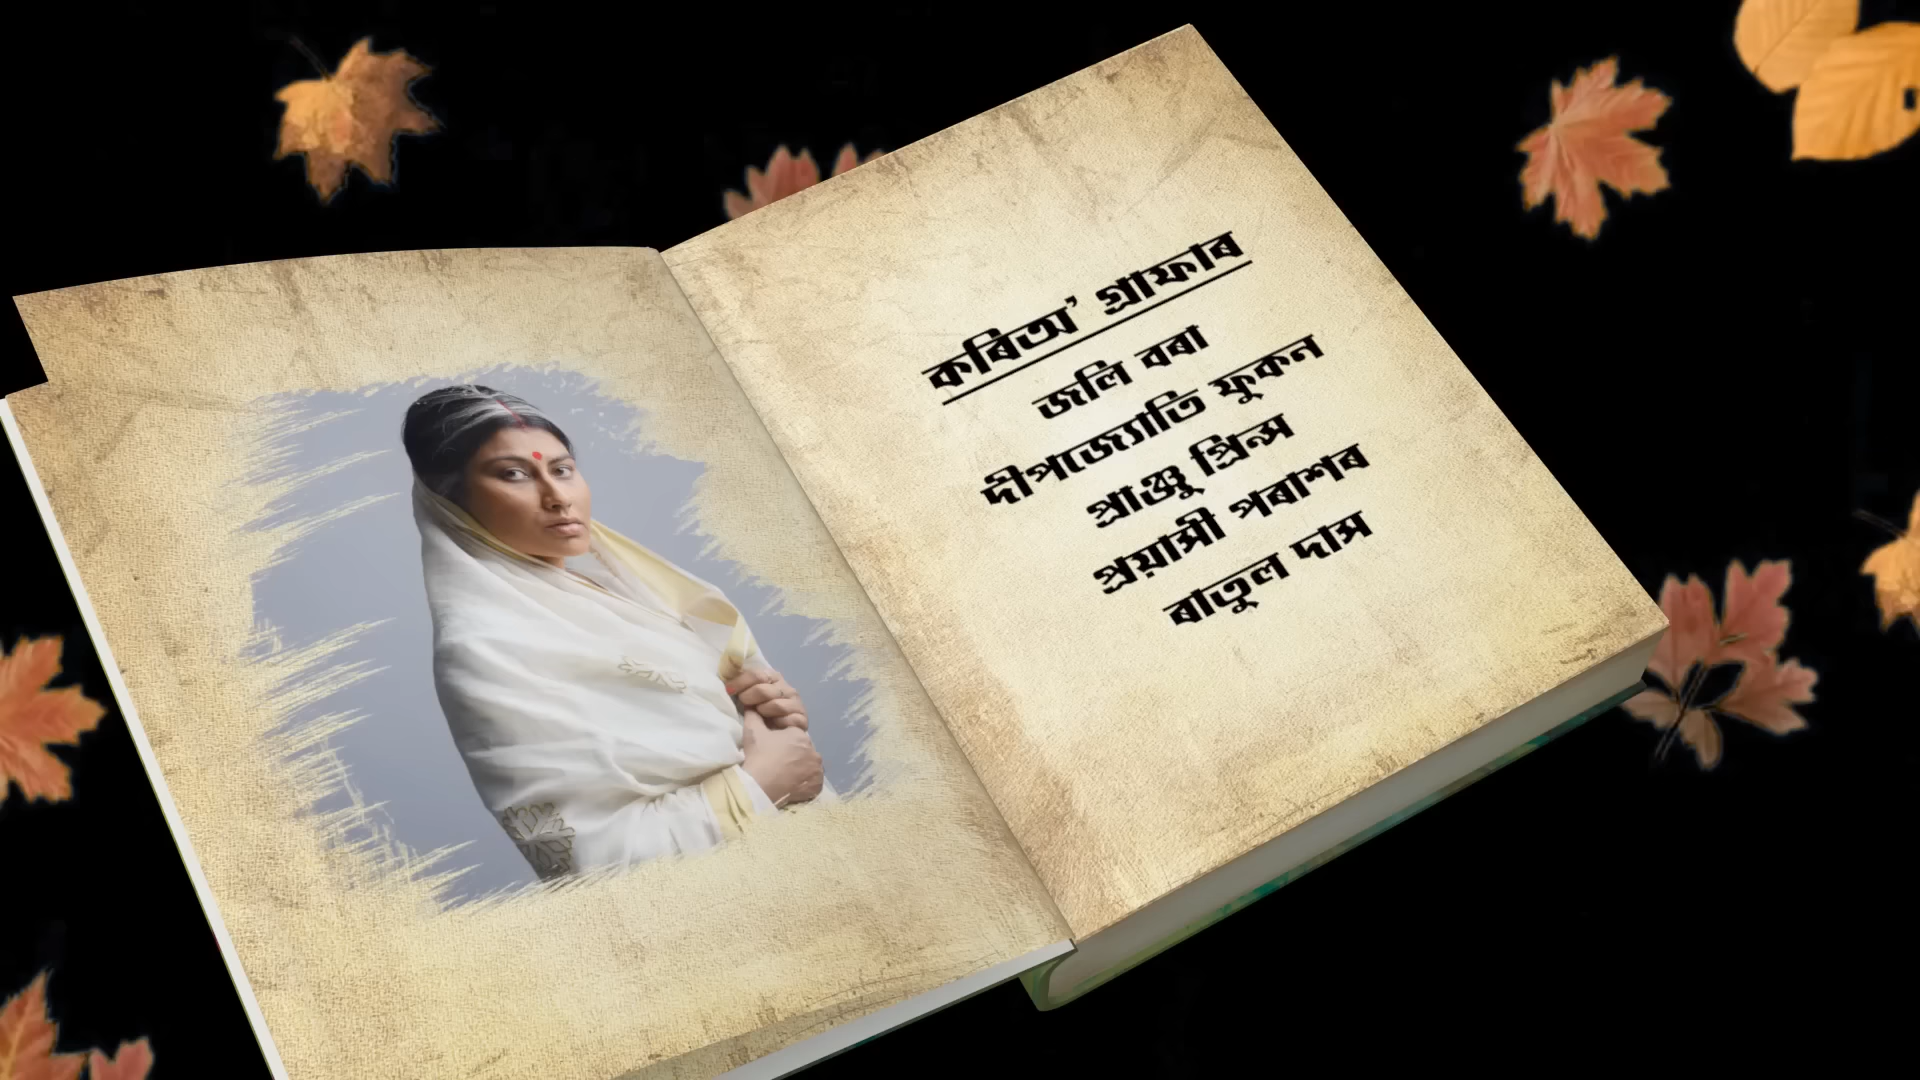 কৰিঅ' গ্ৰাফাৰ
জলি বৰা
দীপজ্যোতি ফুকন
প্ৰাঞ্জু প্ৰিন্স
প্ৰয়াসী পৰাশৰ
ৰাতুল দাস